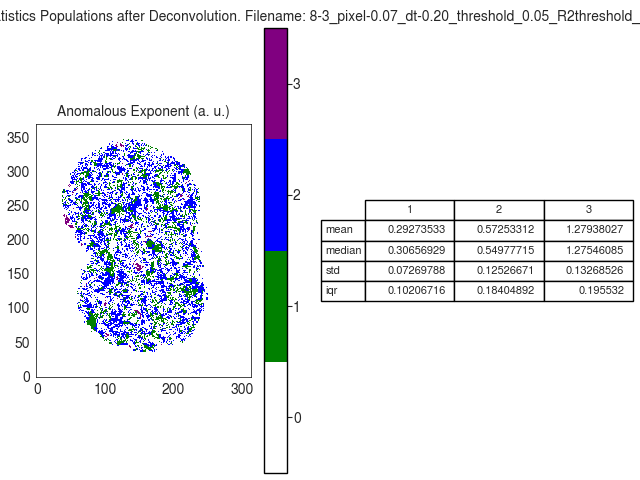 tistics Populations after Deconvolution. Filename: 8-3_pixel-0.07_dt-0.20_threshold_0.05_R2threshold_
Anomalous Exponent (a. u.)
350
300
250
200
150
100
50
0
0 100 200 300
3
2
1
0
1 2 3
mean 0.29273533 0.57253312 1.27938027
median 0.30656929 0.54977715 1.27546085
std 0.07269788 0.12526671 0.13268526
iqr 0.10206716 0.18404892 0.195532